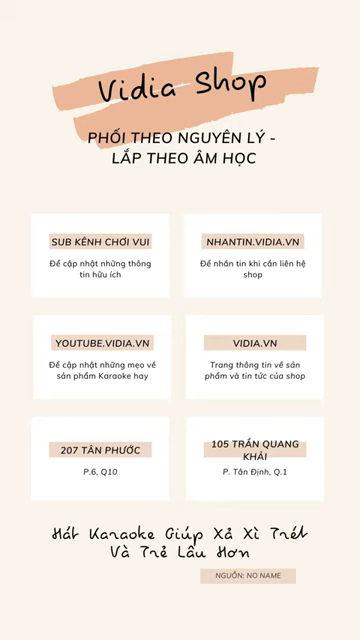 Vidia Shop
PHỐI THEO NGUYÊN LÝ -
LẮP THEO ÂM HỌC
SUB KÊNH CHƠI VUI
Để cập nhật những thông
tin hữu ích
NHANTIN.VIDIA.VN
Để nhắn tin khi cần liên hệ
shop
YOUTUBE.VIDIA.VN
Để cập nhật những mẹo về
sản phẩm Karaoke hay
VIDIA.VN
Trang thông tin về sản
phẩm và tin tức của shop
207 TÂN PHƯỚC
P.6, Q10
105 TRẦN QUANG
KHẢI
P. Tân Định, Q.1
Hát Karaoke Giúp Xả Xì Trét
Và Trẻ Lâu Hơn
NGUỒN: NO NAME